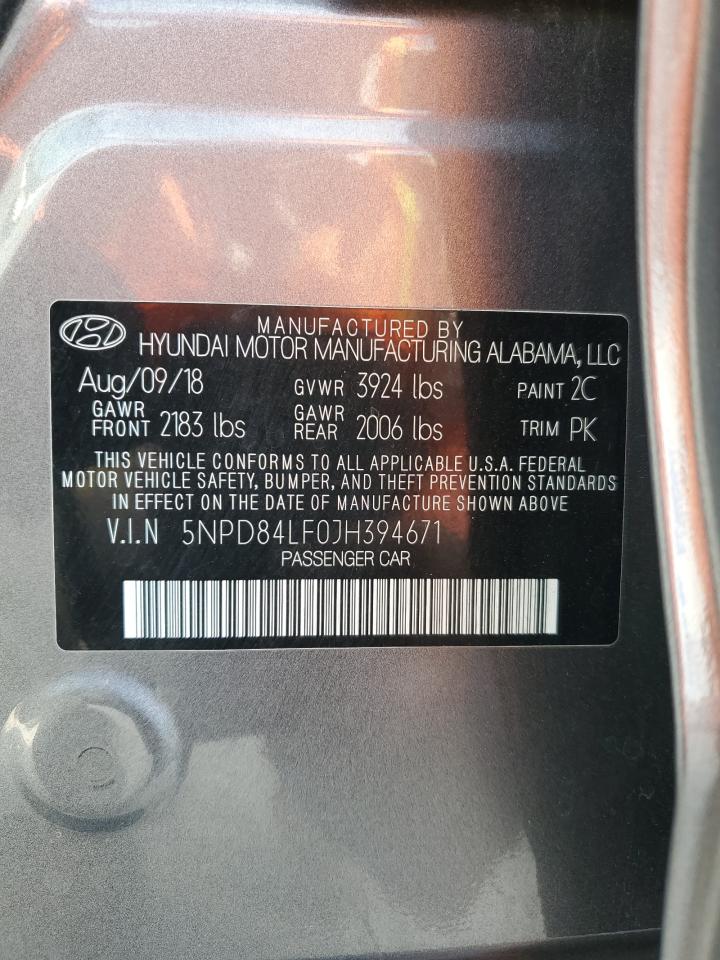 MANUFACTURED BY
HYUNDAI MOTOR MANUFACTURING ALABAMA, LLC
Aug/09/18 GVWR 3924 lbs PAINT 2C
GAWR FRONT 2183 lbs GAWR REAR 2006 lbs TRIM PK
THIS VEHICLE CONFORMS TO ALL APPLICABLE U.S.A. FEDERAL
MOTOR VEHICLE SAFETY, BUMPER, AND THEFT PREVENTION STANDARDS
IN EFFECT ON THE DATE OF MANUFACTURE SHOWN ABOVE
V.I.N 5NPD84LF0JH394671
PASSENGER CAR